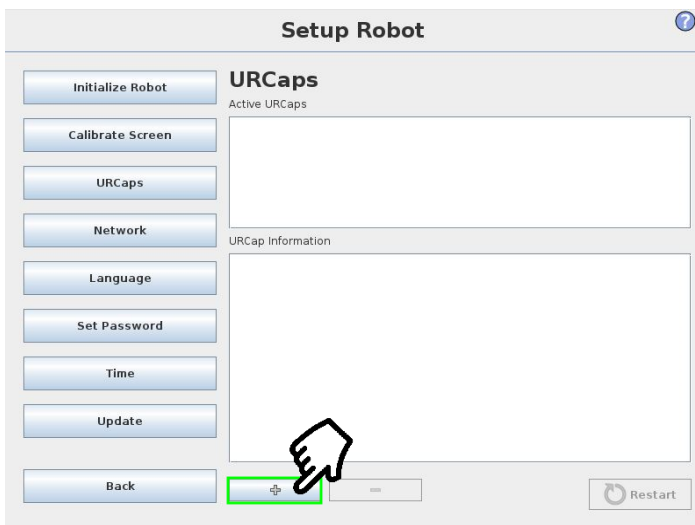 Setup Robot
?
Initialize Robot
Calibrate Screen
URCaps
Network
Language
Set Password
Time
Update
Back
URCaps
Active URCaps
URCap Information
+
−
Restart